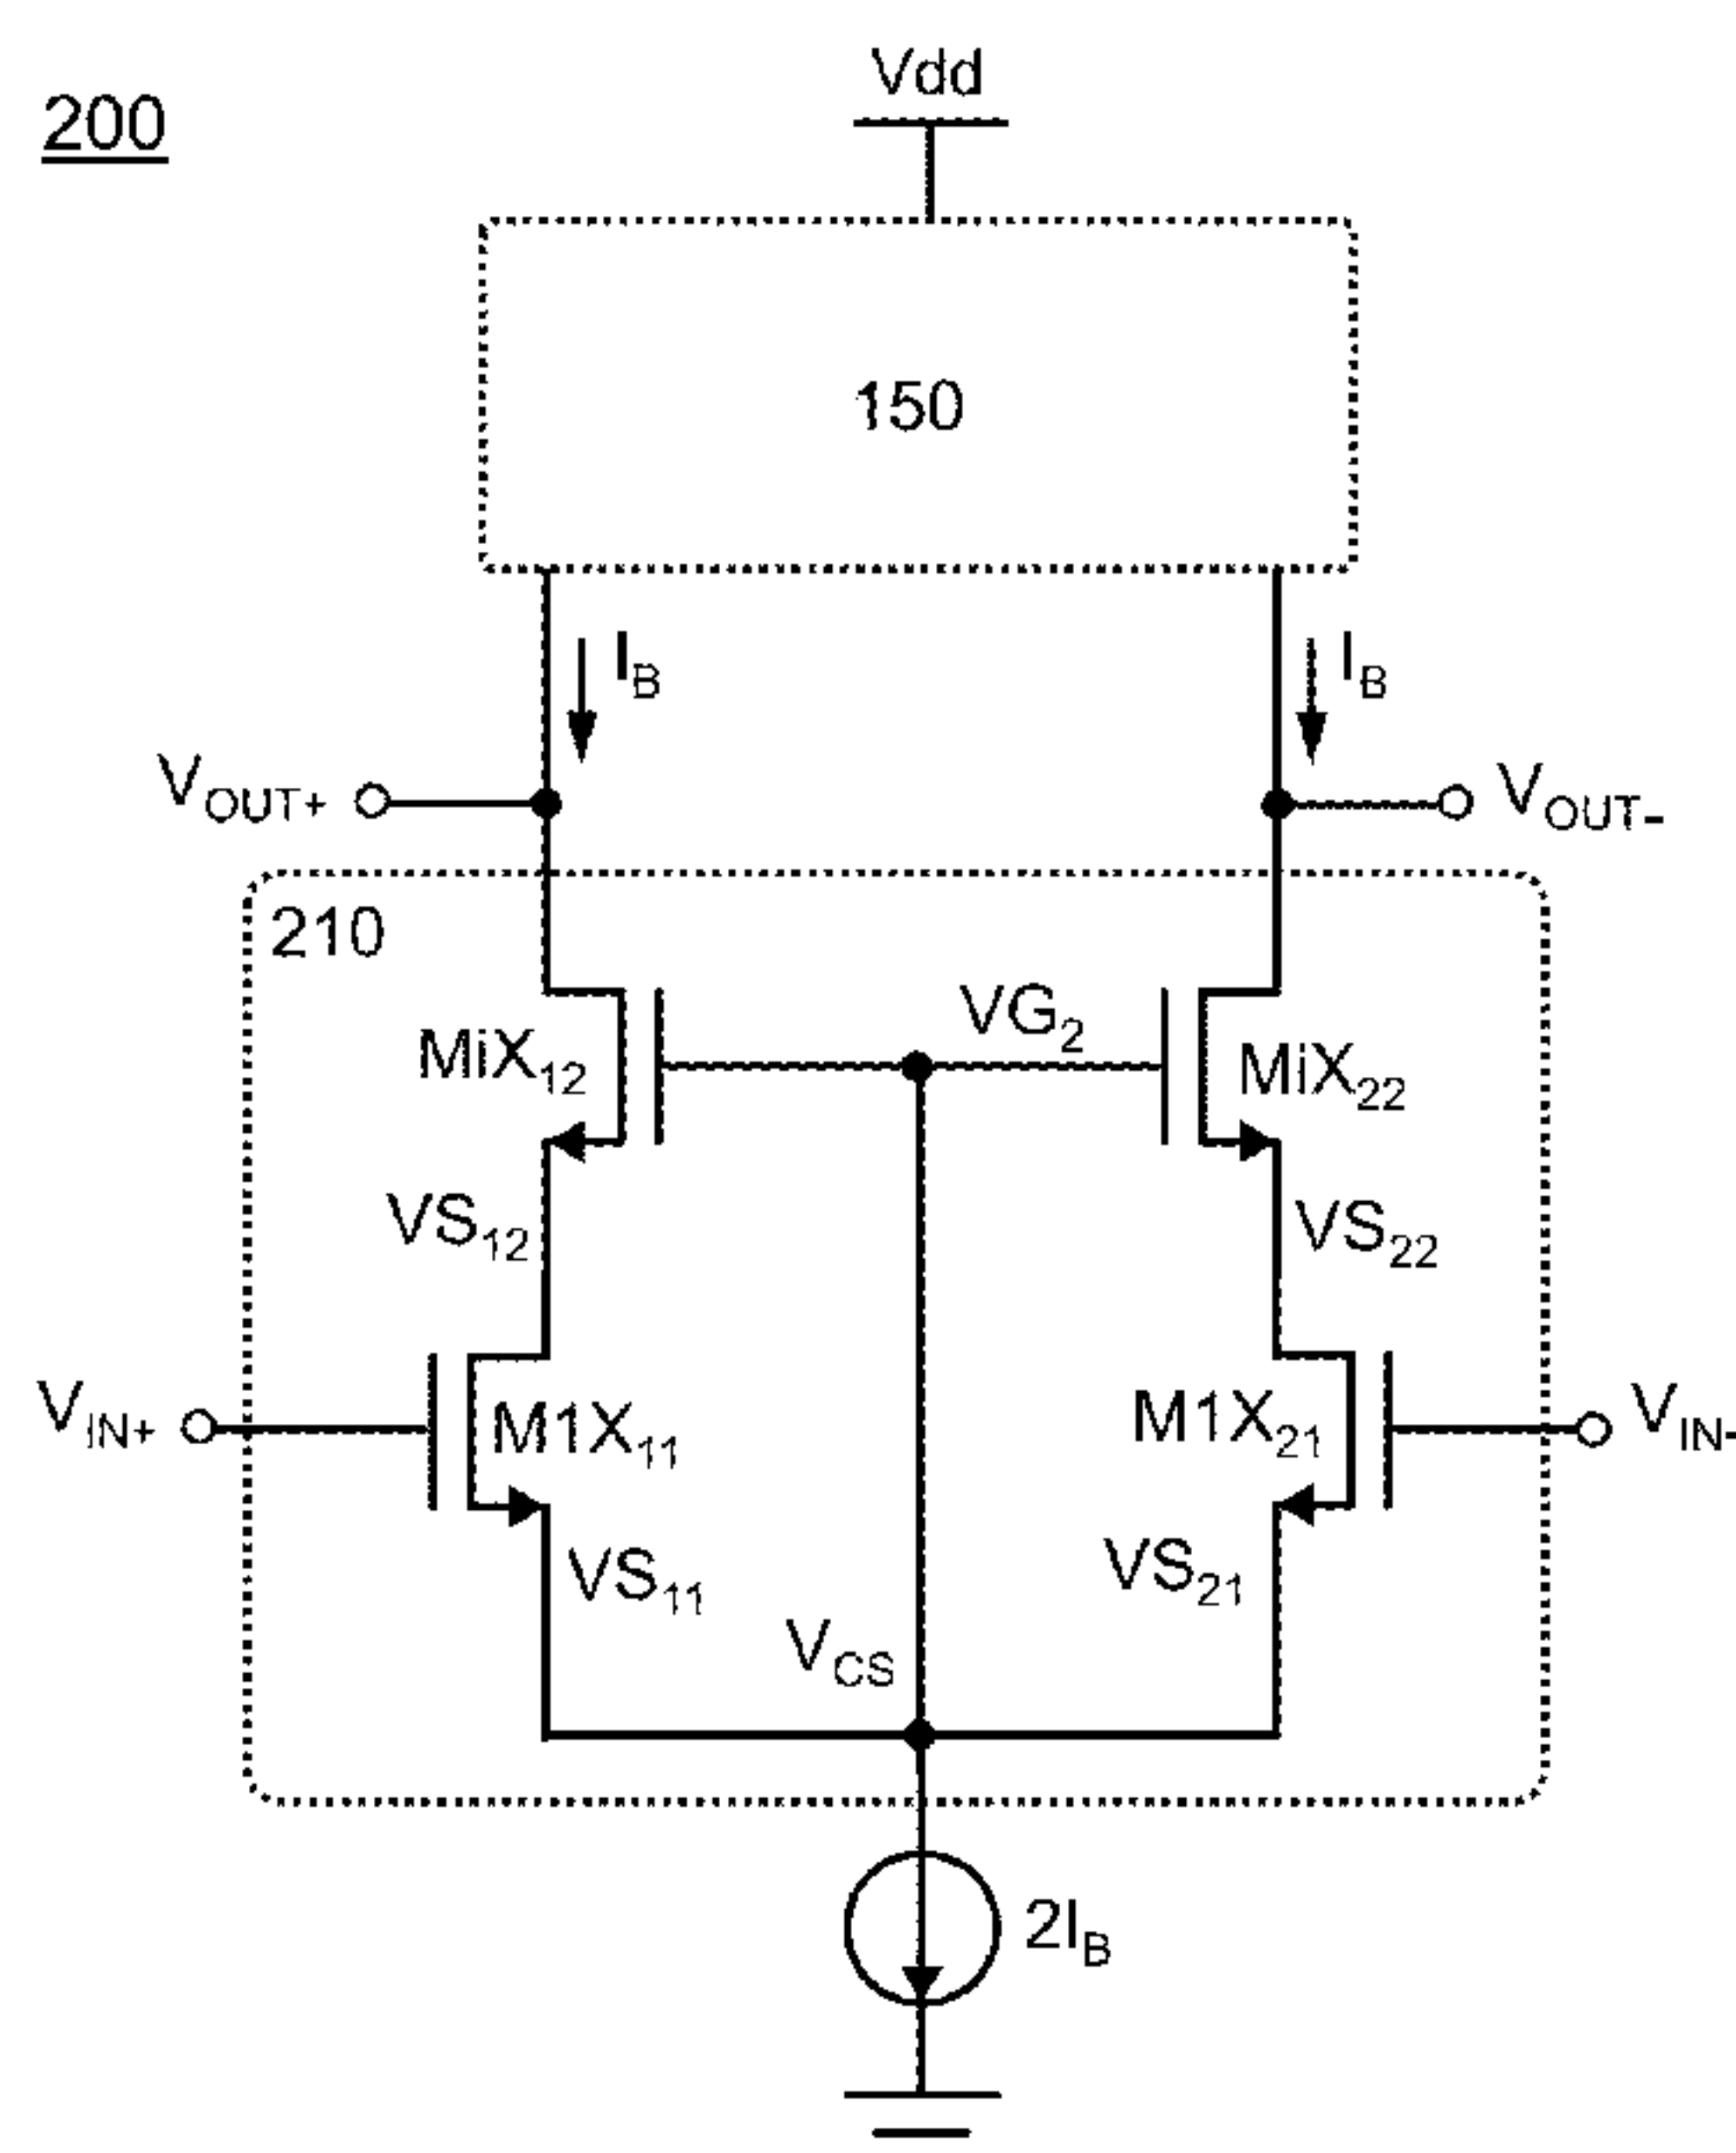 200
Vdd
150
IB
IB
VOUT+
VOUT-
210
VG2
MiX12
MiX22
VS12
VS22
VIN+
M1X11
M1X21
VIN-
VS11
VS21
VCS
2IB